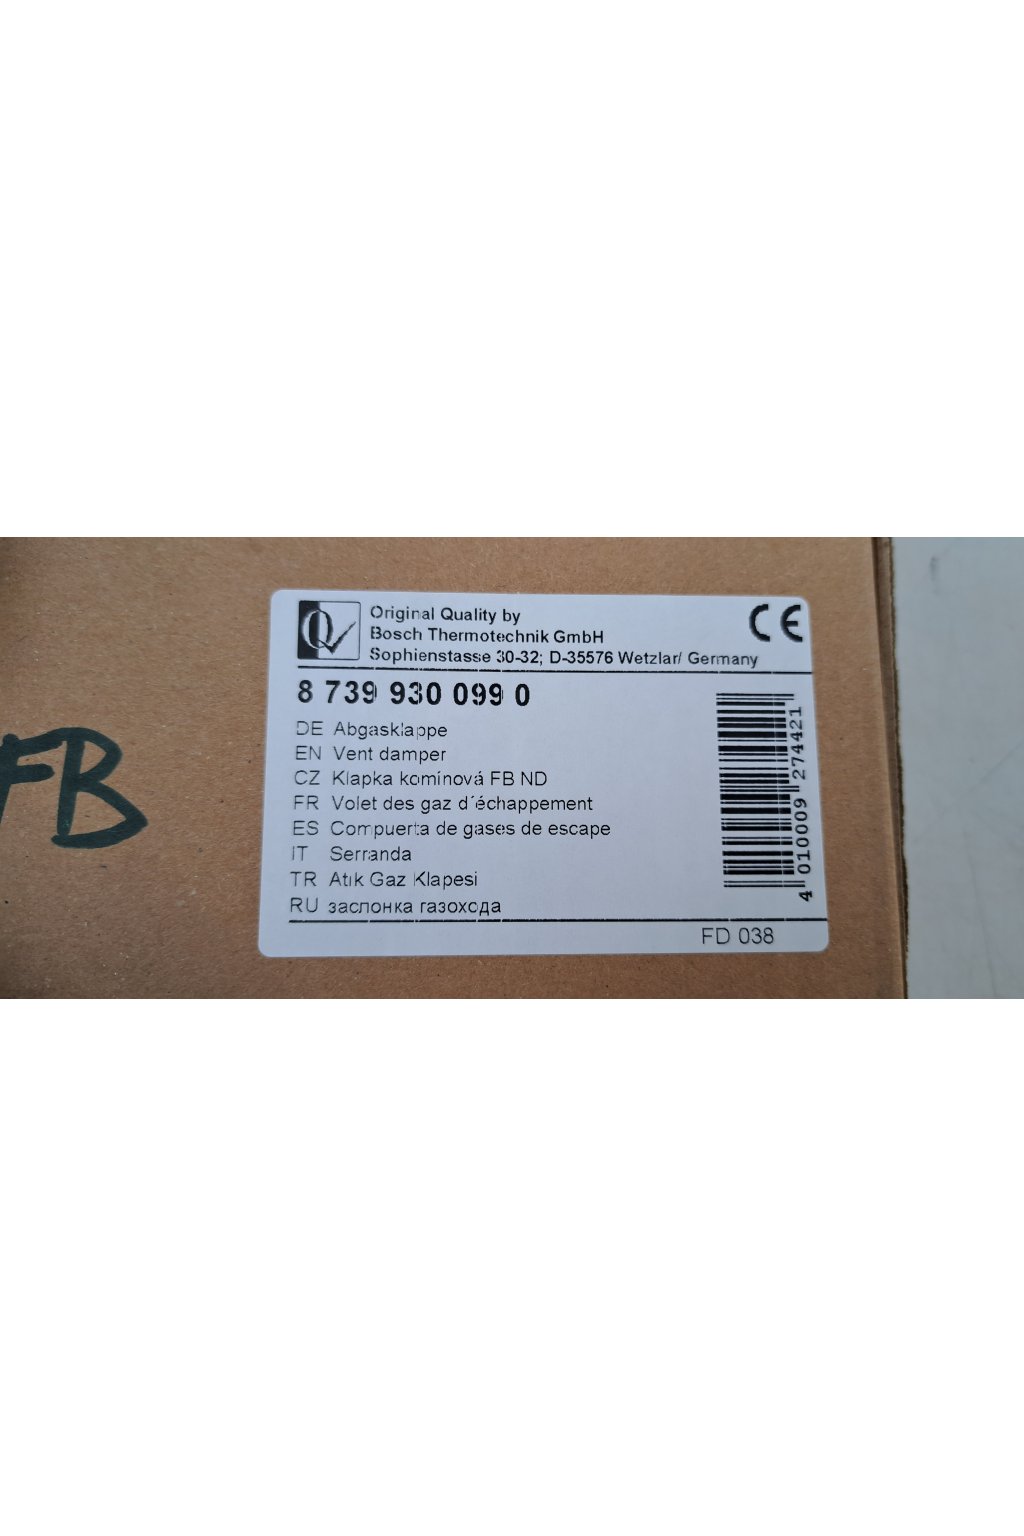 FB
Original Quality by
Bosch Thermotechnik GmbH
Sophienstasse 30-32; D-35576 Wetzlar/ Germany
CE
8 739 930 099 0
DE Abgasklappe
EN Vent damper
CZ Klapka komínová FB ND
FR Volet des gaz d´échappement
ES Compuerta de gases de escape
IT Serranda
TR Atık Gaz Klapesi
RU заслонка газохода
4 010009 274421
FD 038